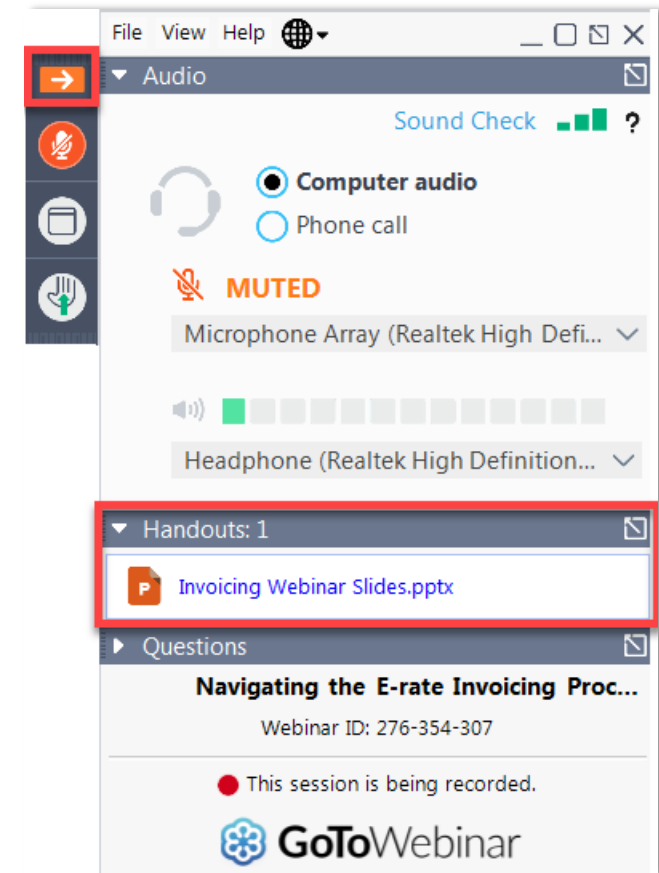 File View Help
Audio
Sound Check ?
Computer audio
Phone call
MUTED
Microphone Array (Realtek High Defi...
Headphone (Realtek High Definition...
Handouts: 1
P Invoicing Webinar Slides.pptx
Questions
Navigating the E-rate Invoicing Proc...
Webinar ID: 276-354-307
This session is being recorded.
GoToWebinar